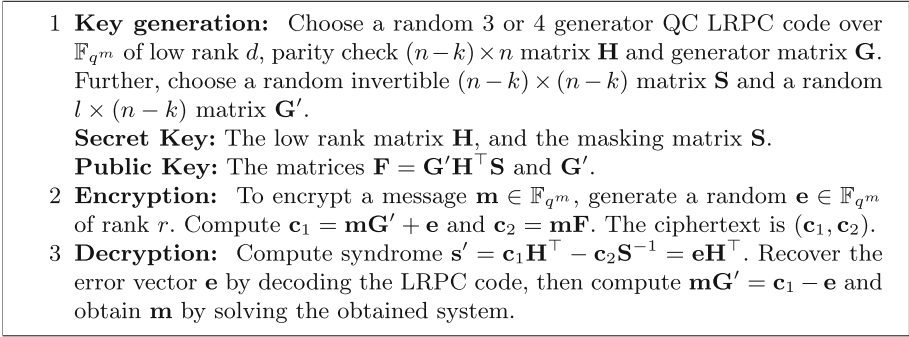 1 Key generation: Choose a random 3 or 4 generator QC LRPC code over
𝔽_{q^m} of low rank d, parity check (n−k)×n matrix H and generator matrix G.
Further, choose a random invertible (n−k) × (n−k) matrix S and a random
l × (n − k) matrix G′.
Secret Key: The low rank matrix H, and the masking matrix S.
Public Key: The matrices F = G′H^⊤S and G′.
2 Encryption: To encrypt a message m ∈ 𝔽_{q^m}, generate a random e ∈ 𝔽_{q^m}
of rank r. Compute c₁ = mG′ + e and c₂ = mF. The ciphertext is (c₁, c₂).
3 Decryption: Compute syndrome s′ = c₁H^⊤ − c₂S^{−1} = eH^⊤. Recover the
error vector e by decoding the LRPC code, then compute mG′ = c₁ − e and
obtain m by solving the obtained system.